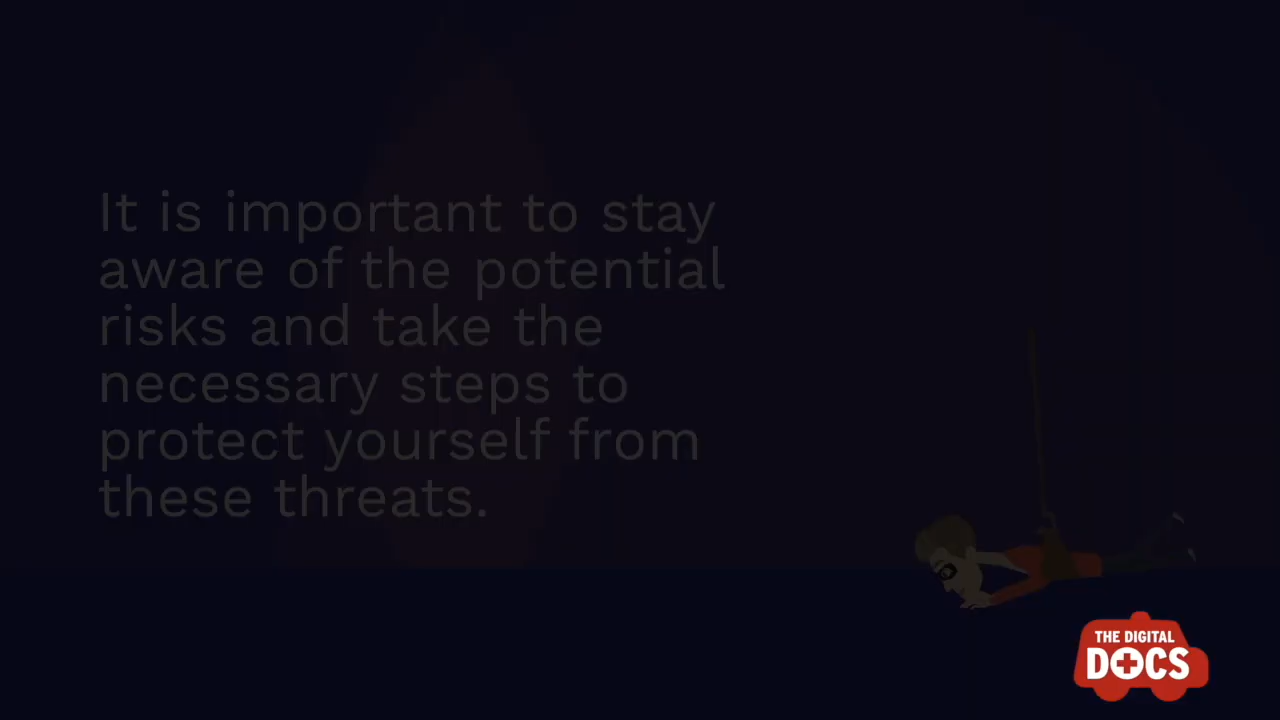 It is important to stay
aware of the potential
risks and take the
necessary steps to
protect yourself from
these threats.
THE DIGITAL
DOCS